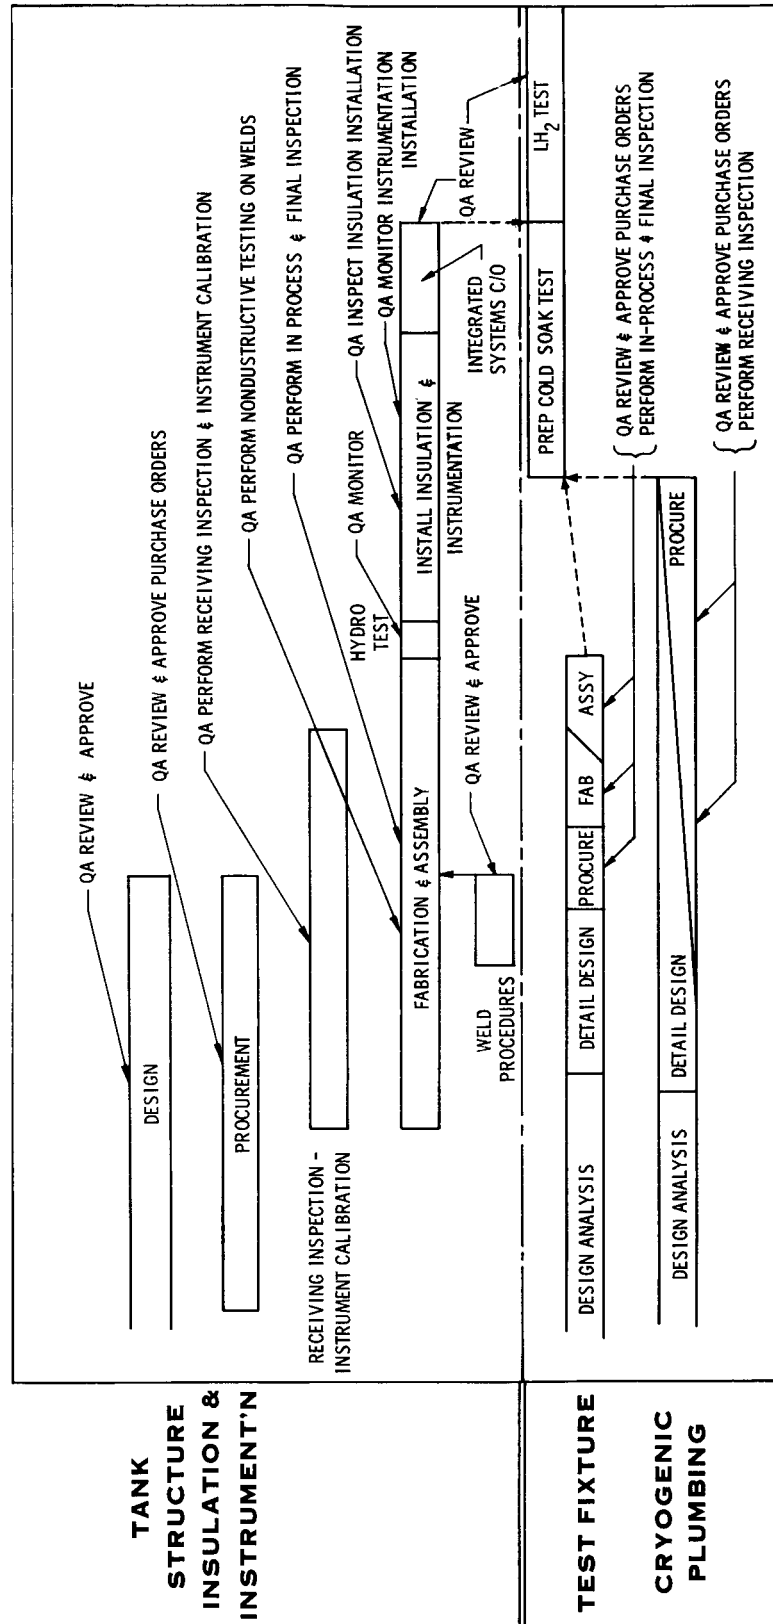 TANK
STRUCTURE
INSULATION &
INSTRUMENT'N
DESIGN
QA REVIEW & APPROVE
PROCUREMENT
QA REVIEW & APPROVE PURCHASE ORDERS
RECEIVING INSPECTION -
INSTRUMENT CALIBRATION
QA PERFORM RECEIVING INSPECTION & INSTRUMENT CALIBRATION
QA PERFORM NONDUSTRUCTIVE TESTING ON WELDS
QA PERFORM IN PROCESS & FINAL INSPECTION
FABRICATION & ASSEMBLY
HYDRO
TEST
QA MONITOR
INSTALL INSULATION &
INSTRUMENTATION
QA INSPECT INSULATION INSTALLATION
QA MONITOR INSTRUMENTATION
INSTALLATION
INTEGRATED
SYSTEMS C/O
QA REVIEW
WELD
PROCEDURES
QA REVIEW & APPROVE
PREP COLD SOAK TEST
LH2 TEST
TEST FIXTURE
DESIGN ANALYSIS
DETAIL DESIGN
PROCURE
FAB
ASSY
QA REVIEW & APPROVE PURCHASE ORDERS
PERFORM IN-PROCESS & FINAL INSPECTION
CRYOGENIC
PLUMBING
DESIGN ANALYSIS
DETAIL DESIGN
PROCURE
QA REVIEW & APPROVE PURCHASE ORDERS
PERFORM RECEIVING INSPECTION